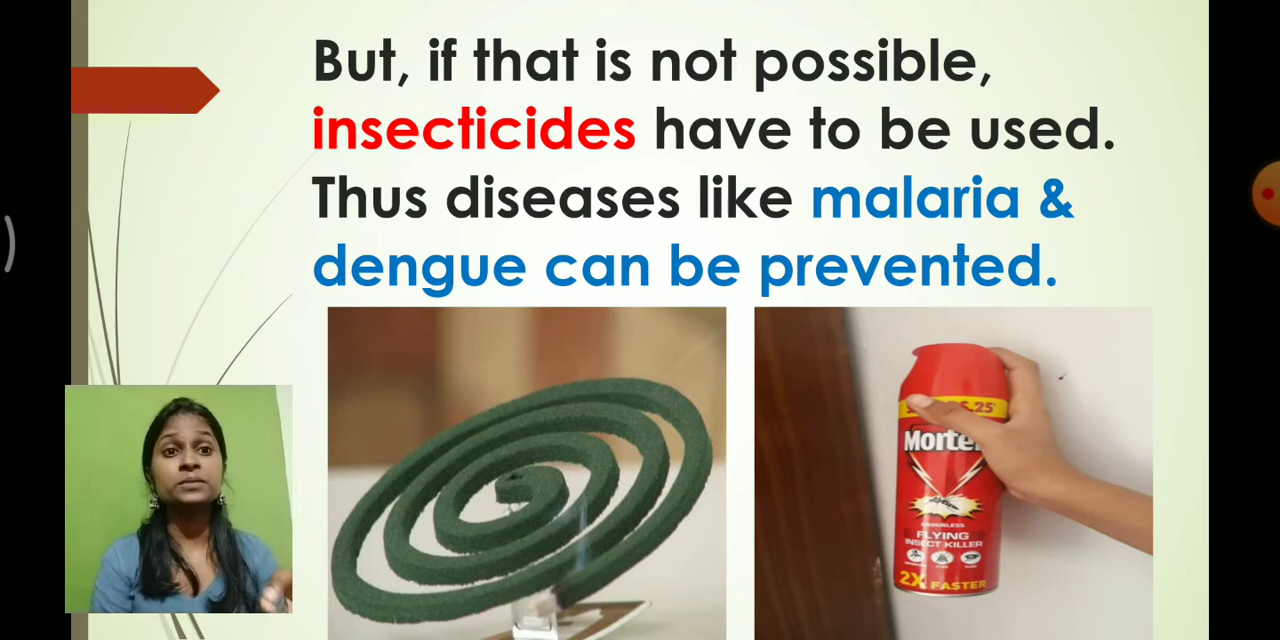 But, if that is not possible,
insecticides have to be used.
Thus diseases like malaria &
dengue can be prevented.
Morte
ODOURLESS
FLYING
INSECT KILLER
2X FASTER